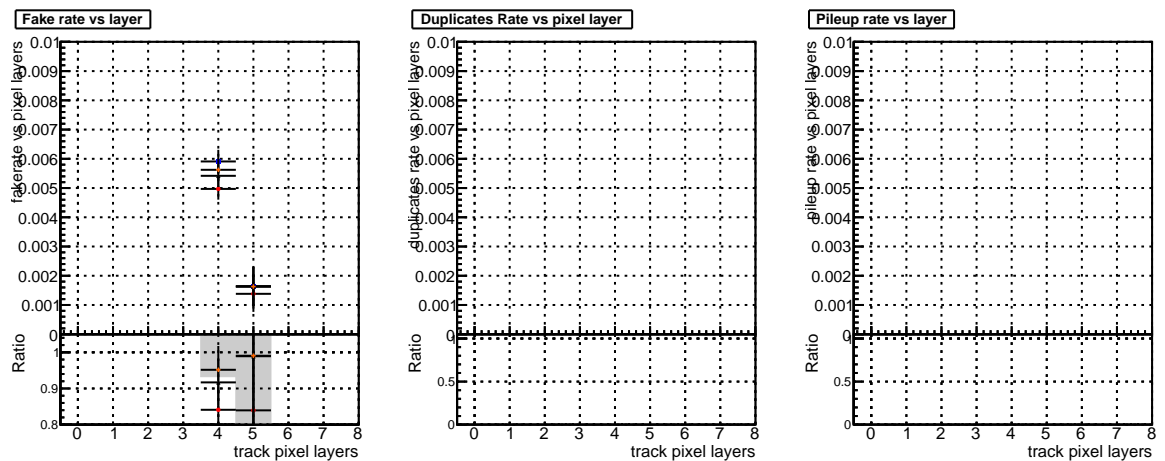 Fake rate vs layer
fakerate vs pixel layers
0.01
0.009
0.008
0.007
0.006
0.005
0.004
0.003
0.002
0.001
0
Ratio
1
0.9
0.8
0 1 2 3 4 5 6 7 8
track pixel layers
Duplicates Rate vs pixel layer
duplicates rate vs pixel layers
0.01
0.009
0.008
0.007
0.006
0.005
0.004
0.003
0.002
0.001
0
Ratio
1
0.5
0
0 1 2 3 4 5 6 7 8
track pixel layers
Pileup rate vs layer
pileup rate vs pixel layers
0.01
0.009
0.008
0.007
0.006
0.005
0.004
0.003
0.002
0.001
0
Ratio
1
0.5
0
0 1 2 3 4 5 6 7 8
track pixel layers